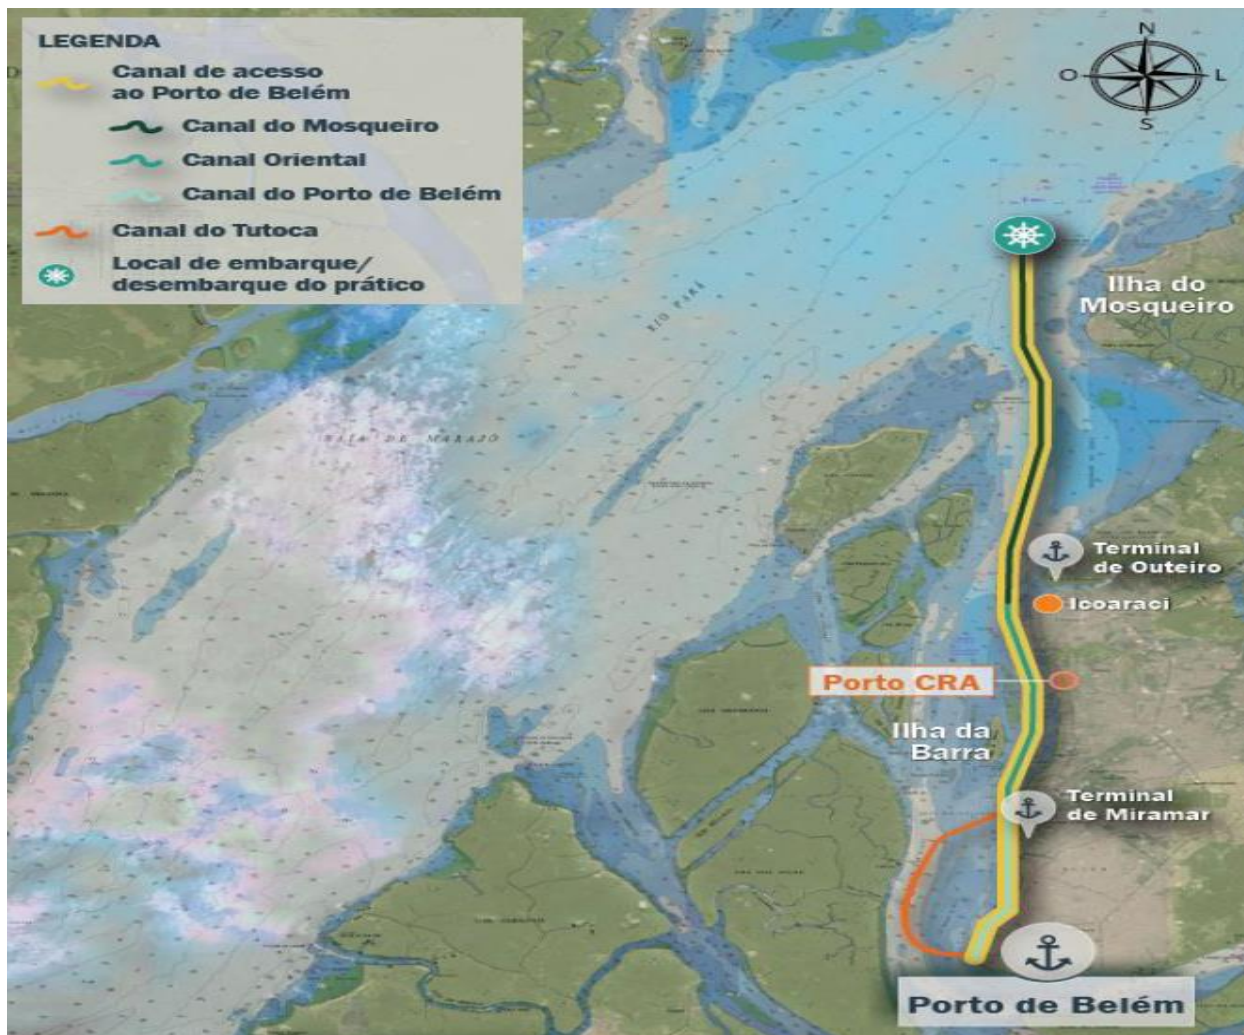 LEGENDA
Canal de acesso
ao Porto de Belém
Canal do Mosqueiro
Canal Oriental
Canal do Porto de Belém
Canal do Tutoca
Local de embarque/
desembarque do prático
N
O
L
S
Ilha do
Mosqueiro
RIO PARÁ
BAIA DE MARAJÓ
Terminal
de Outeiro
Icoaraci
Porto CRA
Ilha da
Barra
Terminal
de Miramar
Porto de Belém